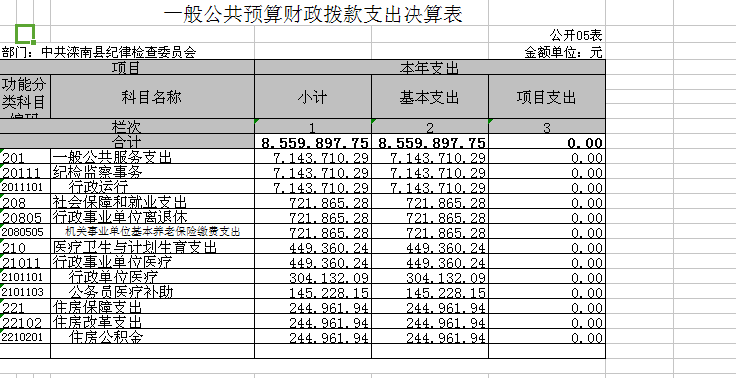 一般公共预算财政拨款支出决算表
公开05表
部门：中共滦南县纪律检查委员会 金额单位：元
项目 本年支出
功能分类科目编码 科目名称 小计 基本支出 项目支出
栏次 1 2 3
合计 8,559,897.75 8,559,897.75 0.00
201 一般公共服务支出 7,143,710.29 7,143,710.29 0.00
20111 纪检监察事务 7,143,710.29 7,143,710.29 0.00
2011101 行政运行 7,143,710.29 7,143,710.29 0.00
208 社会保障和就业支出 721,865.28 721,865.28 0.00
20805 行政事业单位离退休 721,865.28 721,865.28 0.00
2080505 机关事业单位基本养老保险缴费支出 721,865.28 721,865.28 0.00
210 医疗卫生与计划生育支出 449,360.24 449,360.24 0.00
21011 行政事业单位医疗 449,360.24 449,360.24 0.00
2101101 行政单位医疗 304,132.09 304,132.09 0.00
2101103 公务员医疗补助 145,228.15 145,228.15 0.00
221 住房保障支出 244,961.94 244,961.94 0.00
22102 住房改革支出 244,961.94 244,961.94 0.00
2210201 住房公积金 244,961.94 244,961.94 0.00